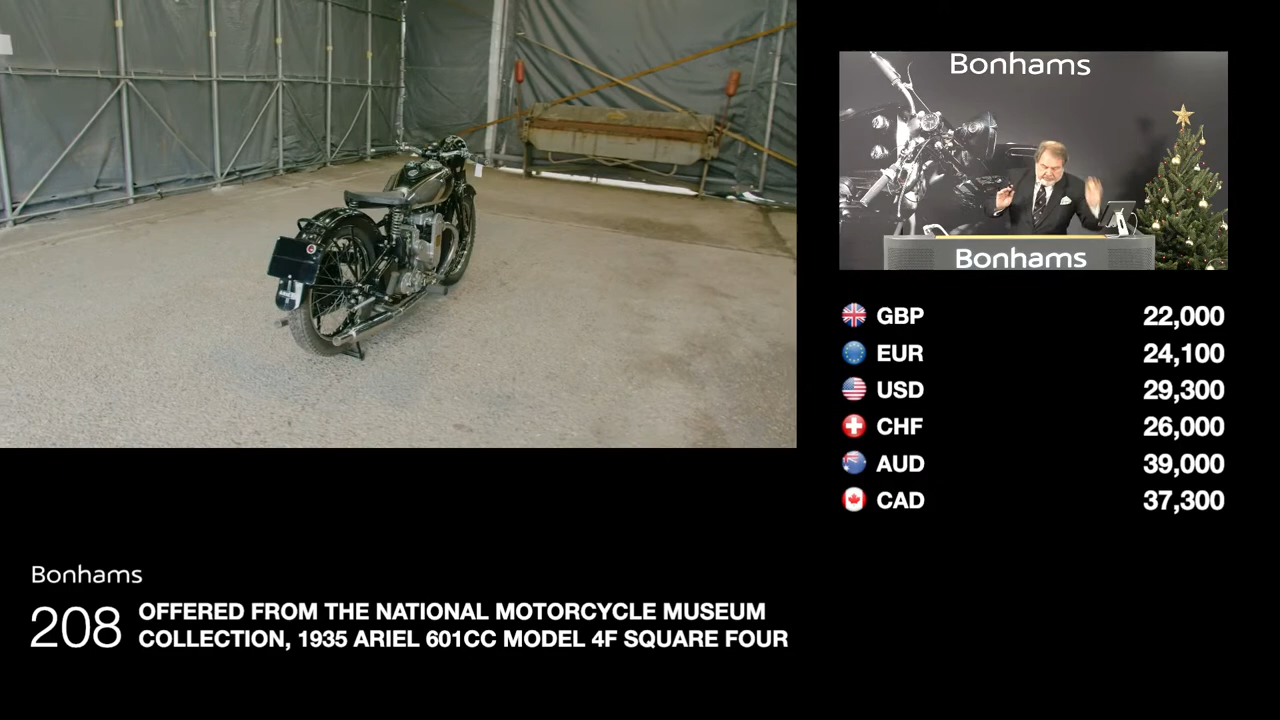 Bonhams
Bonhams
GBP 22,000
EUR 24,100
USD 29,300
CHF 26,000
AUD 39,000
CAD 37,300
Bonhams
208 OFFERED FROM THE NATIONAL MOTORCYCLE MUSEUM
COLLECTION, 1935 ARIEL 601CC MODEL 4F SQUARE FOUR